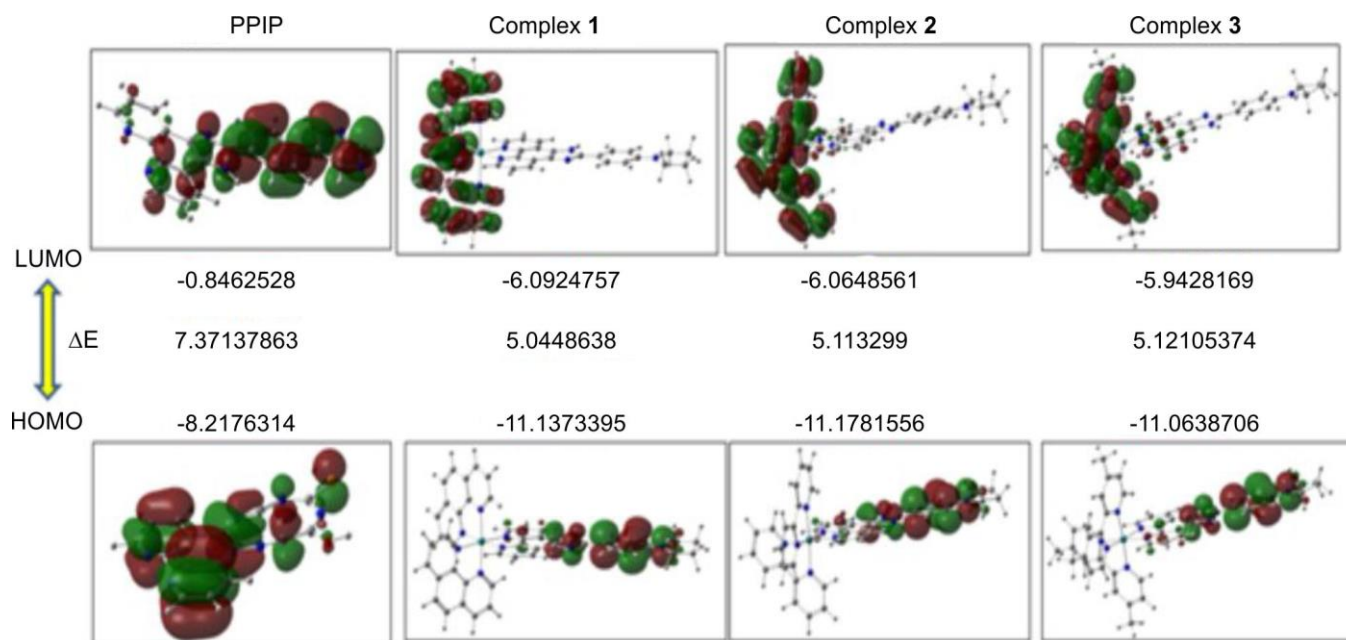 PPIP Complex 1 Complex 2 Complex 3
LUMO
-0.8462528 -6.0924757 -6.0648561 -5.9428169
ΔE 7.37137863 5.0448638 5.113299 5.12105374
HOMO -8.2176314 -11.1373395 -11.1781556 -11.0638706